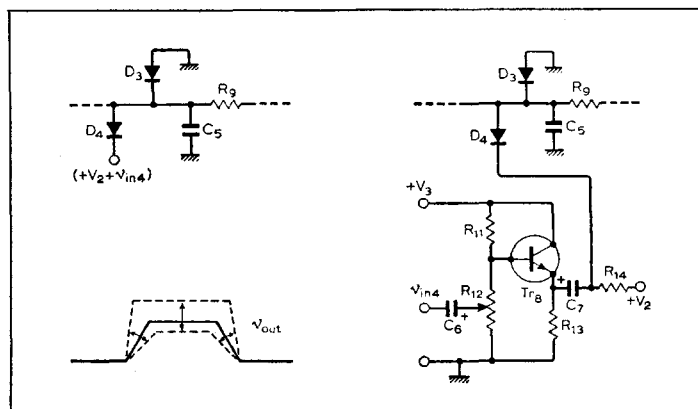 D3
R9
D4
C5
(+V2+vin4)
vout
D3
R9
D4
C5
+V3
R11
vin4
C6
+
R12
Tr8
+
C7
R14
+V2
R13